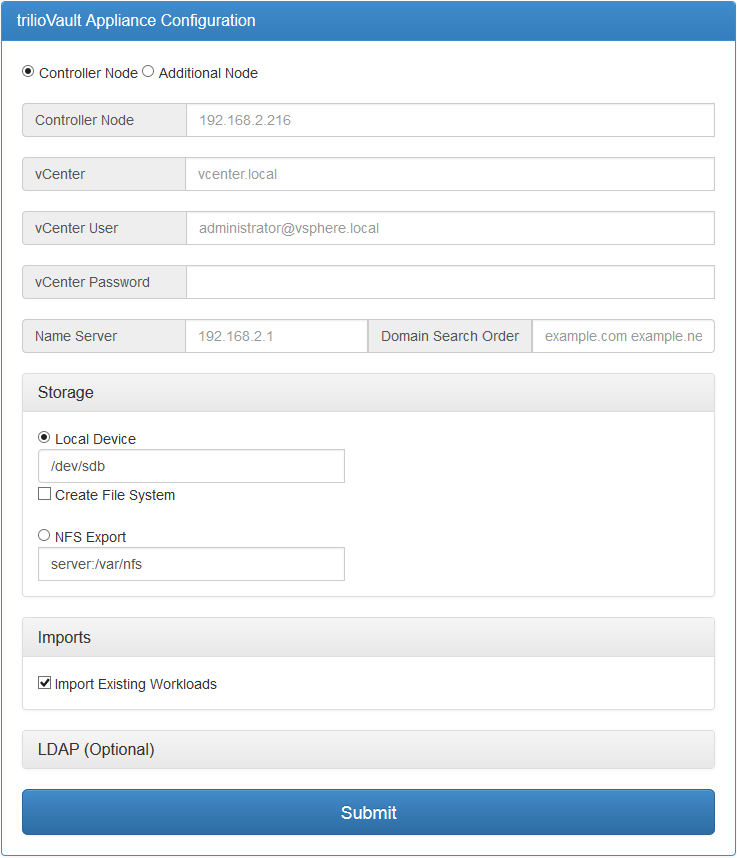 trilioVault Appliance Configuration
Controller Node Additional Node
Controller Node 192.168.2.216
vCenter vcenter.local
vCenter User administrator@vsphere.local
vCenter Password
Name Server 192.168.2.1 Domain Search Order example.com example.ne
Storage
Local Device
/dev/sdb
Create File System
NFS Export
server:/var/nfs
Imports
Import Existing Workloads
LDAP (Optional)
Submit